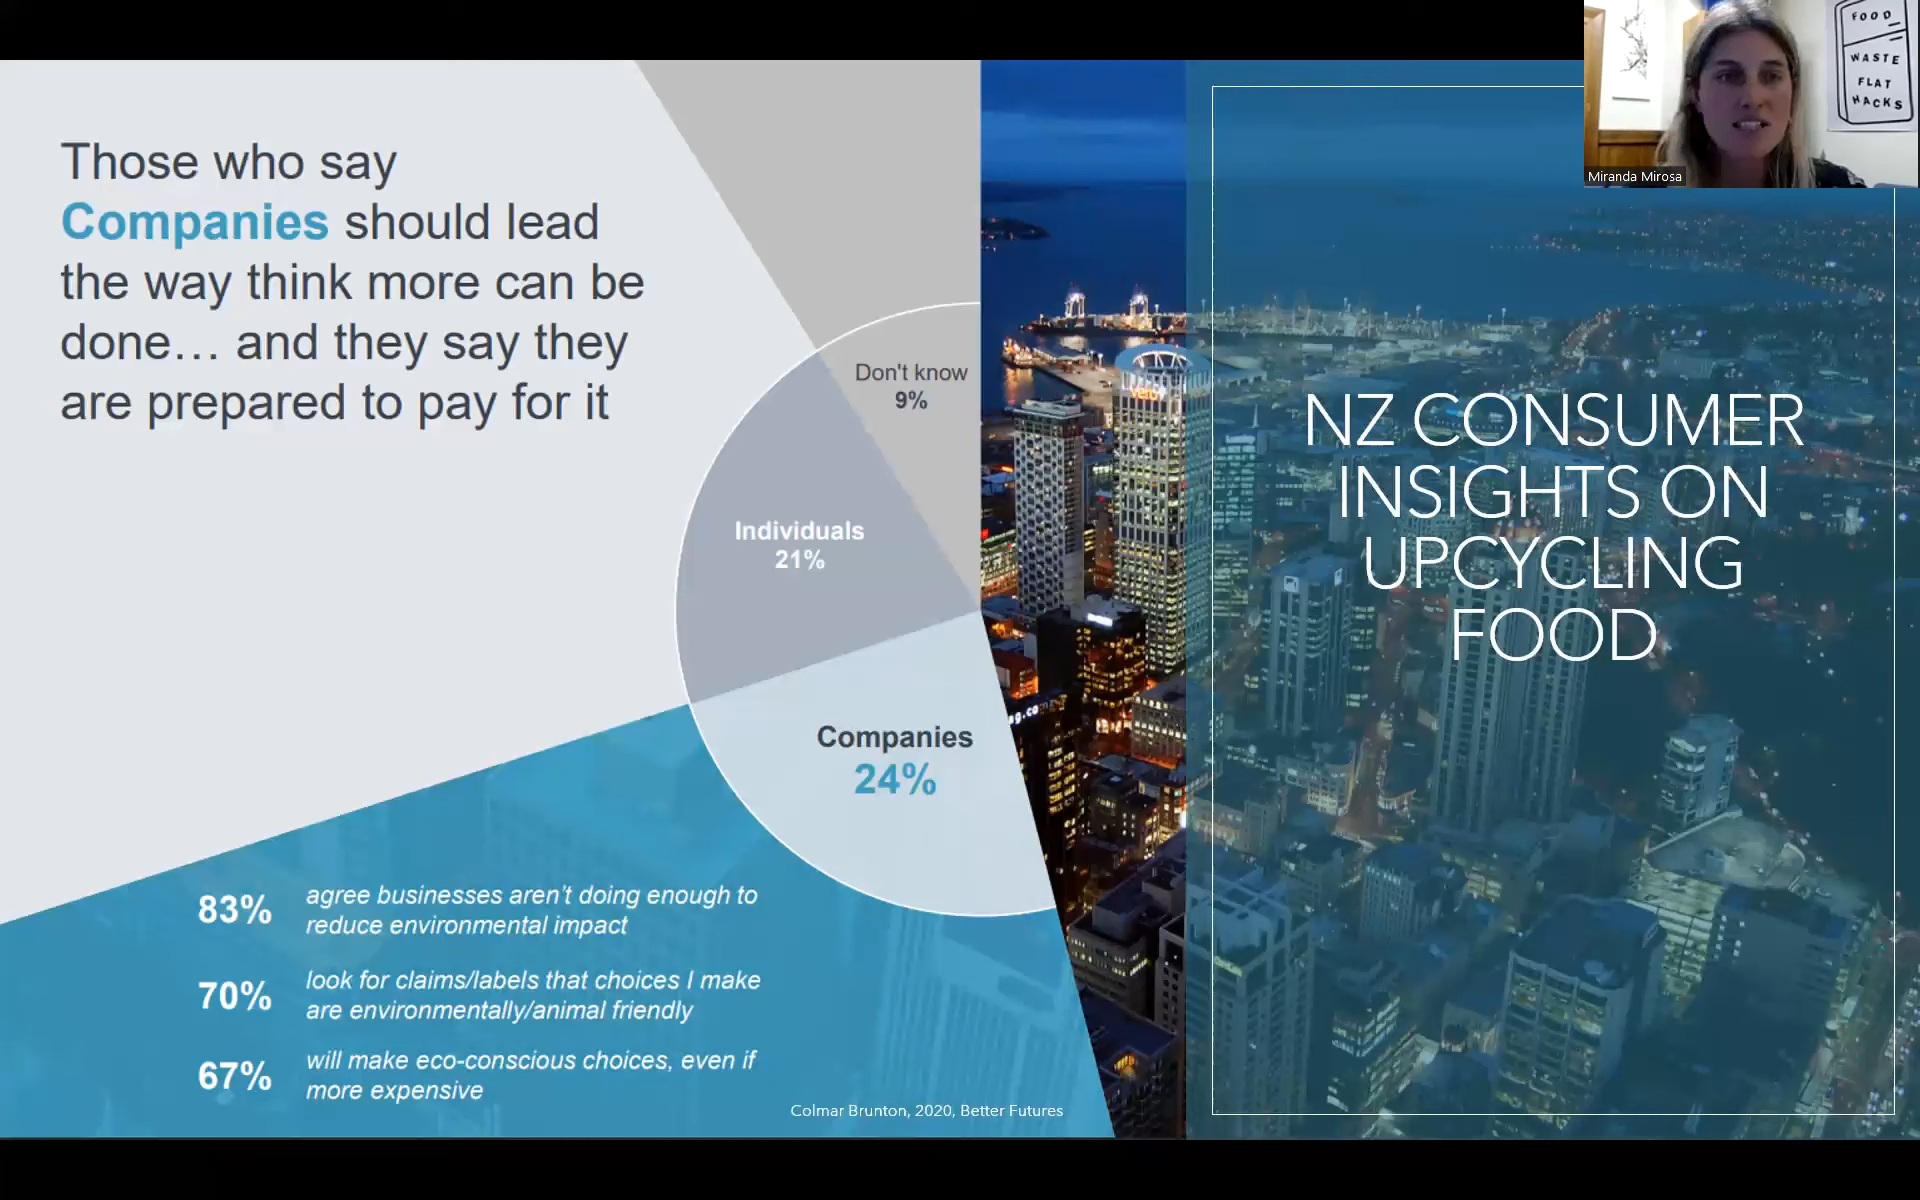 Those who say
Companies should lead
the way think more can be
done… and they say they
are prepared to pay for it
Don't know
9%
Individuals
21%
Companies
24%
83%
agree businesses aren't doing enough to
reduce environmental impact
70%
look for claims/labels that choices I make
are environmentally/animal friendly
67%
will make eco-conscious choices, even if
more expensive
Colmar Brunton, 2020, Better Futures
NZ CONSUMER
INSIGHTS ON
UPCYCLING
FOOD
FOOD
WASTE
FLAT
HACKS
Miranda Mirosa